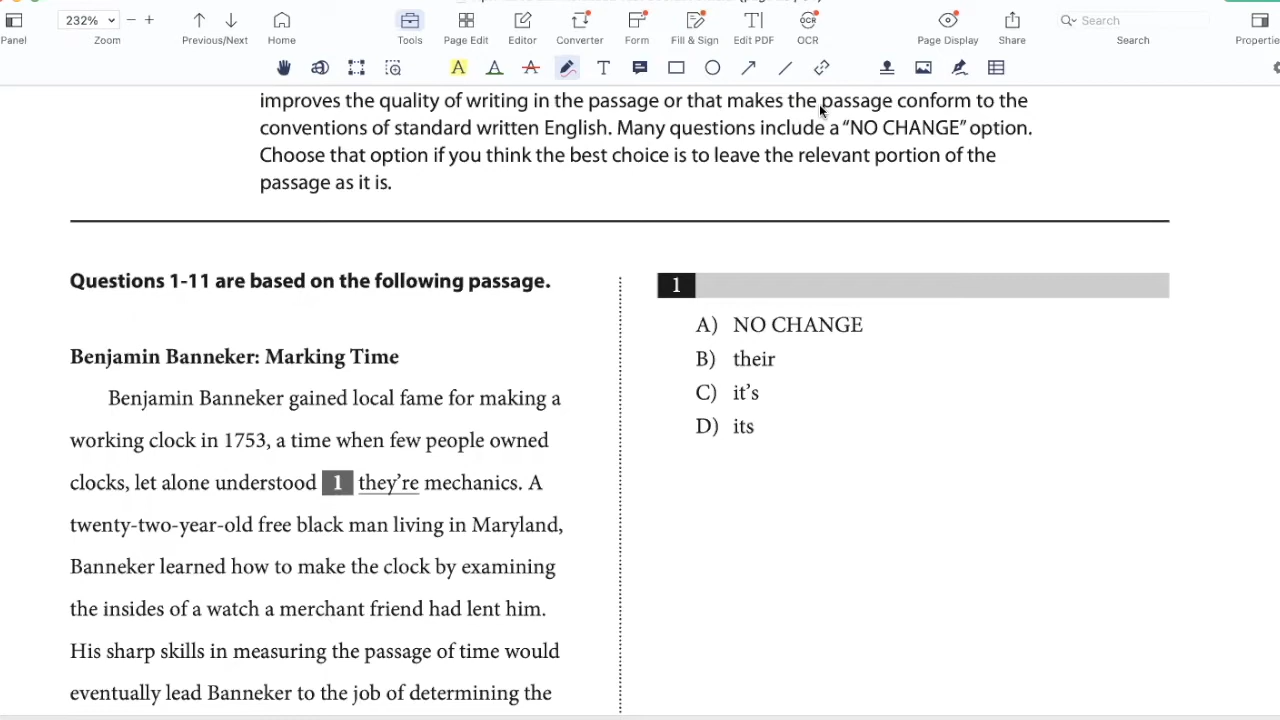 232%
Panel
Zoom
Previous/Next
Home
Tools
Page Edit
Editor
Converter
Form
Fill & Sign
Edit PDF
OCR
OCR
Page Display
Share
Search
Search
Propertie
improves the quality of writing in the passage or that makes the passage conform to the
conventions of standard written English. Many questions include a “NO CHANGE” option.
Choose that option if you think the best choice is to leave the relevant portion of the
passage as it is.
Questions 1-11 are based on the following passage.
Benjamin Banneker: Marking Time
Benjamin Banneker gained local fame for making a
working clock in 1753, a time when few people owned
clocks, let alone understood 1 they’re mechanics. A
twenty-two-year-old free black man living in Maryland,
Banneker learned how to make the clock by examining
the insides of a watch a merchant friend had lent him.
His sharp skills in measuring the passage of time would
eventually lead Banneker to the job of determining the
1
A) NO CHANGE
B) their
C) it’s
D) its